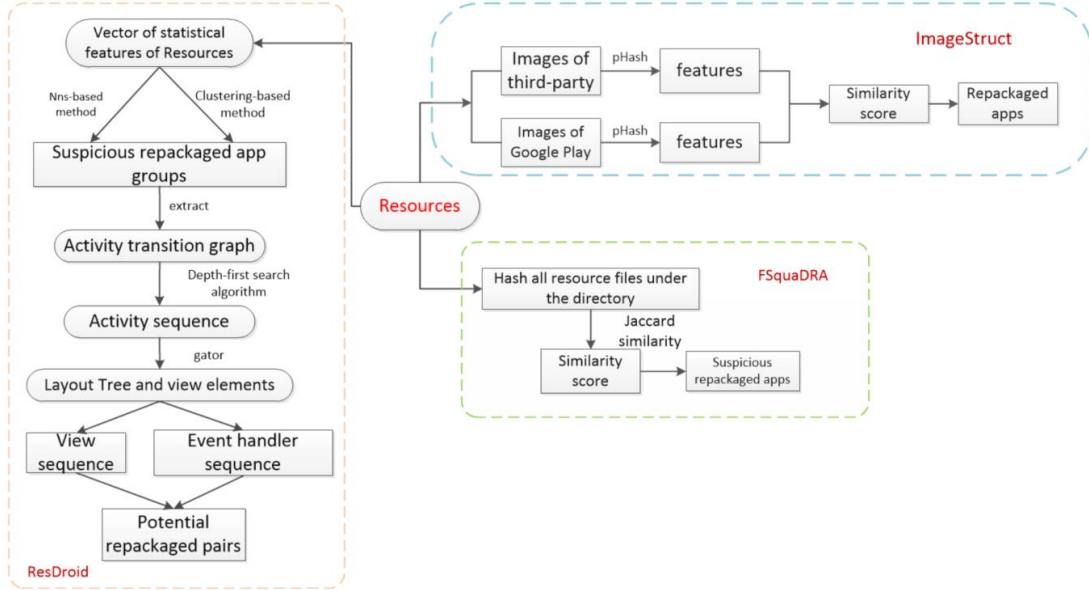 Vector of statistical
features of Resources
Nns-based
method
Clustering-based
method
Suspicious repackaged app
groups
extract
Activity transition graph
Depth-first search
algorithm
Activity sequence
gator
Layout Tree and view elements
View
sequence
Event handler
sequence
Potential
repackaged pairs
ResDroid
Resources
ImageStruct
Images of
third-party
pHash
features
Images of
Google Play
pHash
features
Similarity
score
Repackaged
apps
FSquaDRA
Hash all resource files under
the directory
Jaccard
similarity
Similarity
score
Suspicious
repackaged apps